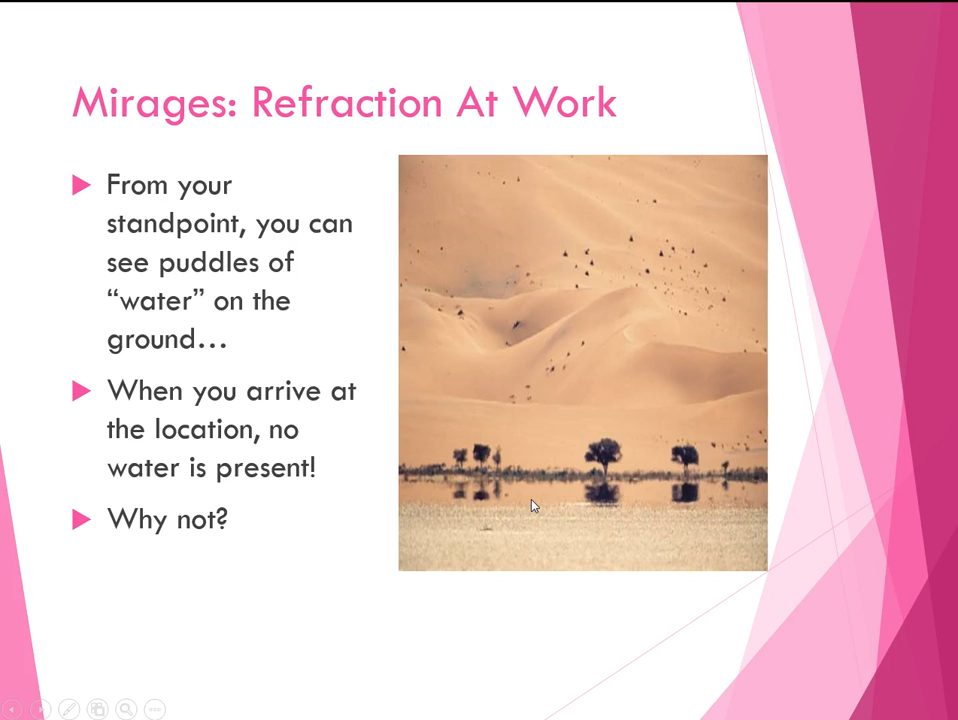 Mirages: Refraction At Work
From your
standpoint, you can
see puddles of
“water” on the
ground…
When you arrive at
the location, no
water is present!
Why not?